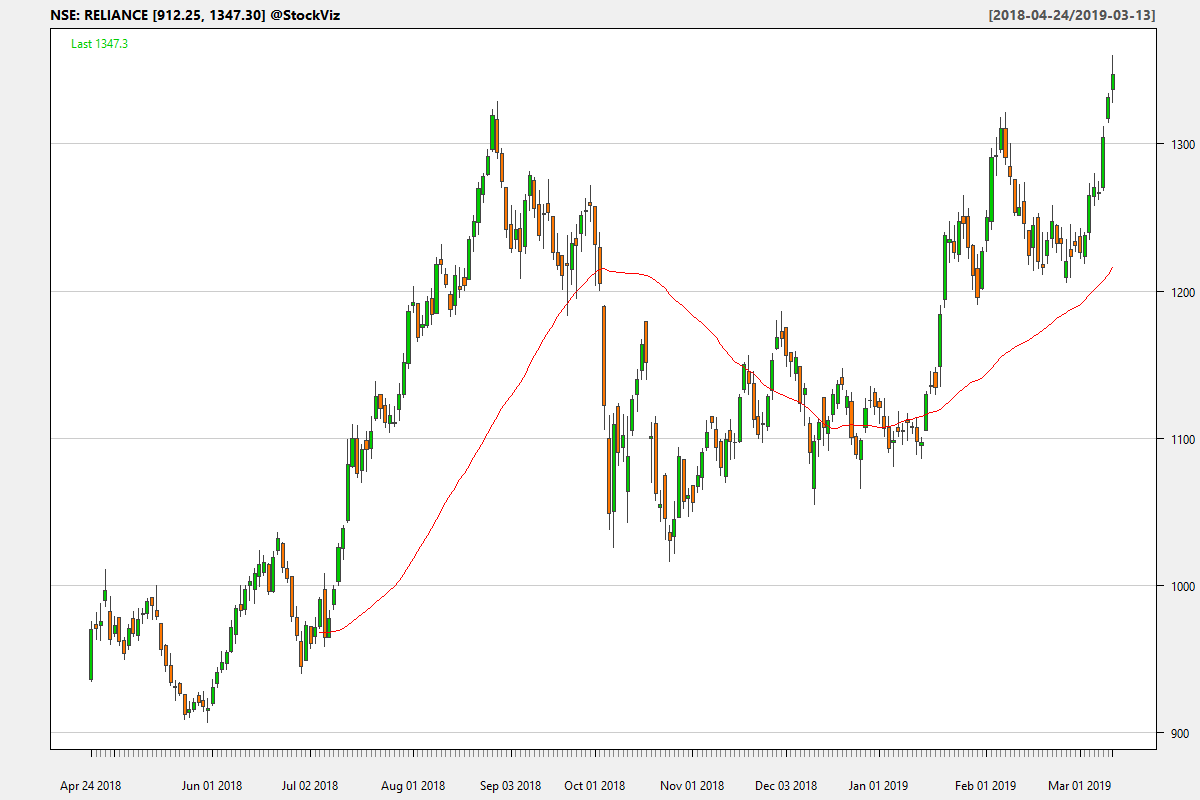 NSE: RELIANCE [912.25, 1347.30] @StockViz [2018-04-24/2019-03-13]
Last 1347.3
1300
1200
1100
1000
900
Apr 24 2018 Jun 01 2018 Jul 02 2018 Aug 01 2018 Sep 03 2018 Oct 01 2018 Nov 01 2018 Dec 03 2018 Jan 01 2019 Feb 01 2019 Mar 01 2019